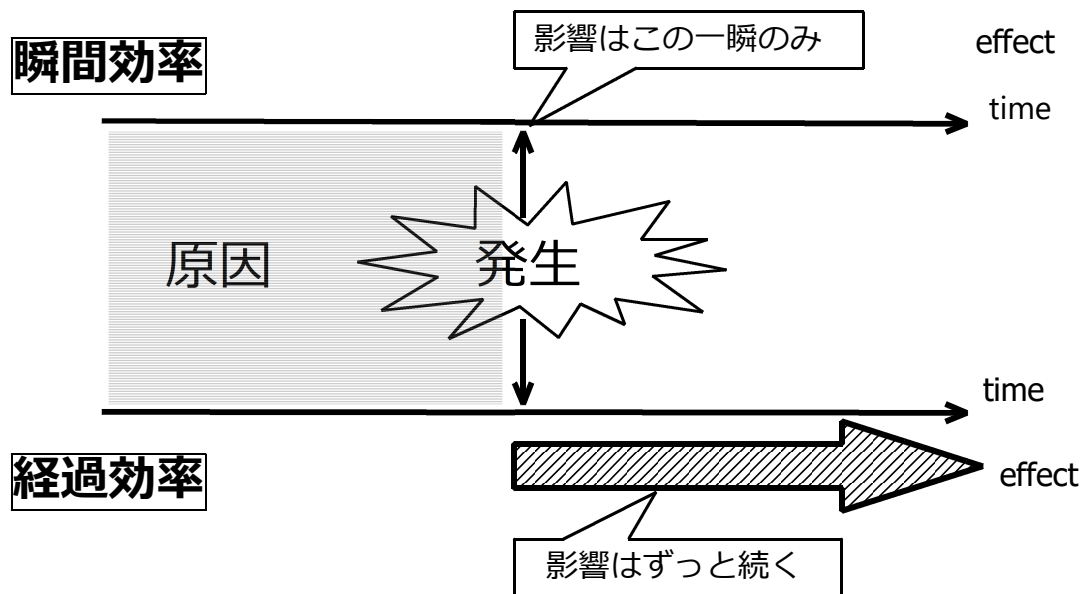 影響はこの一瞬のみ
effect
瞬間効率
time
原因
発生
time
経過効率
effect
影響はずっと続く